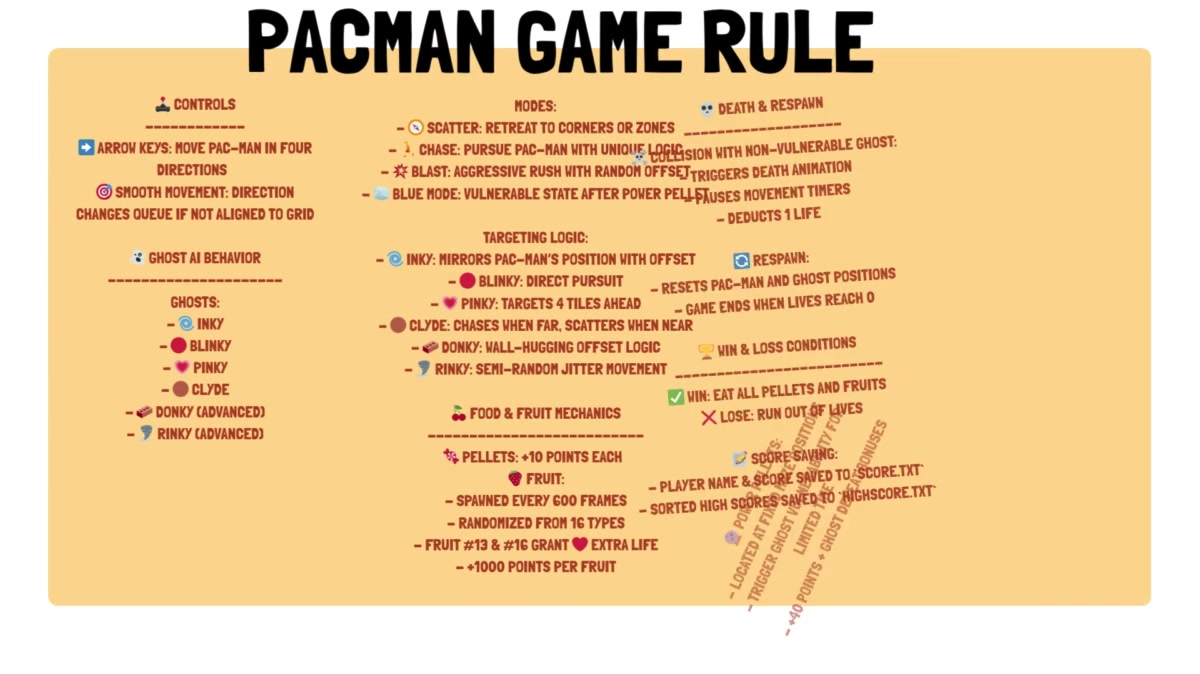 PACMAN GAME RULE
🕹️ CONTROLS
------------
➡️ ARROW KEYS: MOVE PAC-MAN IN FOUR
DIRECTIONS
🎯 SMOOTH MOVEMENT: DIRECTION
CHANGES QUEUE IF NOT ALIGNED TO GRID
👻 GHOST AI BEHAVIOR
---------------------
GHOSTS:
- 🌀 INKY
- 🔴 BLINKY
- 💗 PINKY
- 🟤 CLYDE
- 🍫 DONKY (ADVANCED)
- 🌪️ RINKY (ADVANCED)
MODES:
- 🧭 SCATTER: RETREAT TO CORNERS OR ZONES
- 🏃 CHASE: PURSUE PAC-MAN WITH UNIQUE LOGIC
- 💥 BLAST: AGGRESSIVE RUSH WITH RANDOM OFFSET
- 🧊 BLUE MODE: VULNERABLE STATE AFTER POWER PELLET
TARGETING LOGIC:
- 🌀 INKY: MIRRORS PAC-MAN'S POSITION WITH OFFSET
- 🔴 BLINKY: DIRECT PURSUIT
- 💗 PINKY: TARGETS 4 TILES AHEAD
- 🟤 CLYDE: CHASES WHEN FAR, SCATTERS WHEN NEAR
- 🍫 DONKY: WALL-HUGGING OFFSET LOGIC
- 🌪️ RINKY: SEMI-RANDOM JITTER MOVEMENT
🍒 FOOD & FRUIT MECHANICS
--------------------------
🍬 PELLETS: +10 POINTS EACH
🍓 FRUIT:
- SPAWNED EVERY 600 FRAMES
- RANDOMIZED FROM 16 TYPES
- FRUIT #13 & #16 GRANT ❤️ EXTRA LIFE
- +1000 POINTS PER FRUIT
💀 DEATH & RESPAWN
-------------------
☠️ COLLISION WITH NON-VULNERABLE GHOST:
- TRIGGERS DEATH ANIMATION
- PAUSES MOVEMENT TIMERS
- DEDUCTS 1 LIFE
🔄 RESPAWN:
- RESETS PAC-MAN AND GHOST POSITIONS
- GAME ENDS WHEN LIVES REACH 0
🏆 WIN & LOSS CONDITIONS
-------------------------
✅ WIN: EAT ALL PELLETS AND FRUITS
❌ LOSE: RUN OUT OF LIVES
📝 SCORE SAVING:
- PLAYER NAME & SCORE SAVED TO `SCORE.TXT`
- SORTED HIGH SCORES SAVED TO `HIGHSCORE.TXT`
🔮 POWER PELLETS:
- LOCATED AT FIXED MAZE POSITIONS
- TRIGGER GHOST VULNERABILITY FOR
LIMITED TIME
- +40 POINTS + GHOST DEFEAT BONUSES